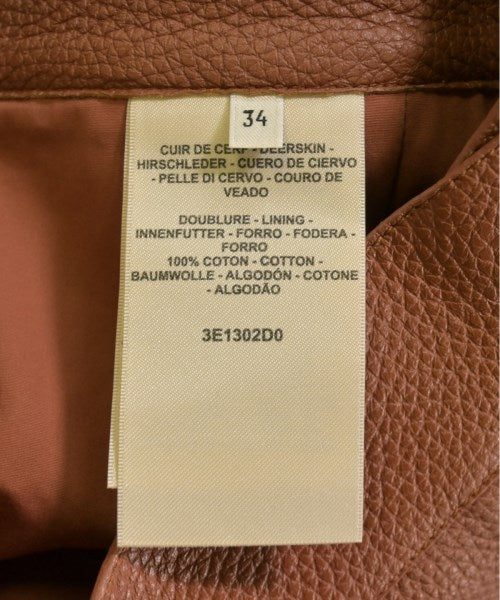 34
CUIR DE CERF - DEERSKIN -
HIRSCHLEDER - CUERO DE CIERVO
- PELLE DI CERVO - COURO DE
VEADO
DOUBLURE - LINING -
INNENFUTTER - FORRO - FODERA -
FORRO
100% COTON - COTTON -
BAUMWOLLE - ALGODÓN - COTONE
- ALGODÃO
3E1302D0